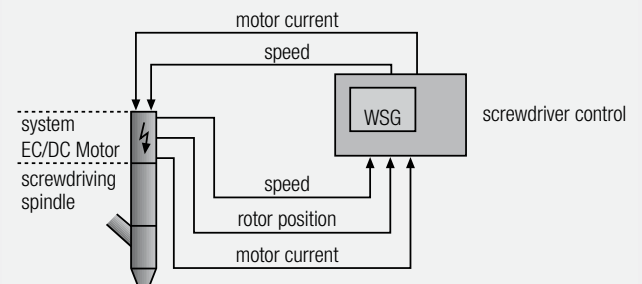 motor current
speed
WSG
screwdriver control
system
EC/DC Motor
screwdriving
spindle
speed
rotor position
motor current